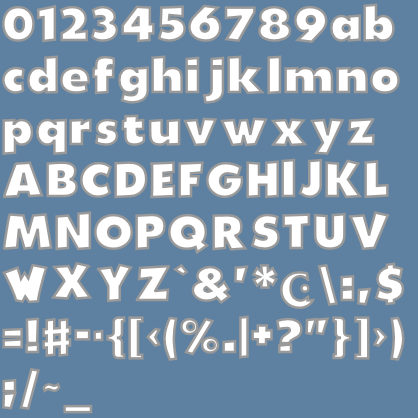 0123456789ab
cdefghijklmno
pqrstuvwxyz
ABCDEFGHIJKL
MNOPQRSTUV
WXYZ`&'*☪\:,$
=!#-·{[‹(%.|+?"}]›)
;/~_